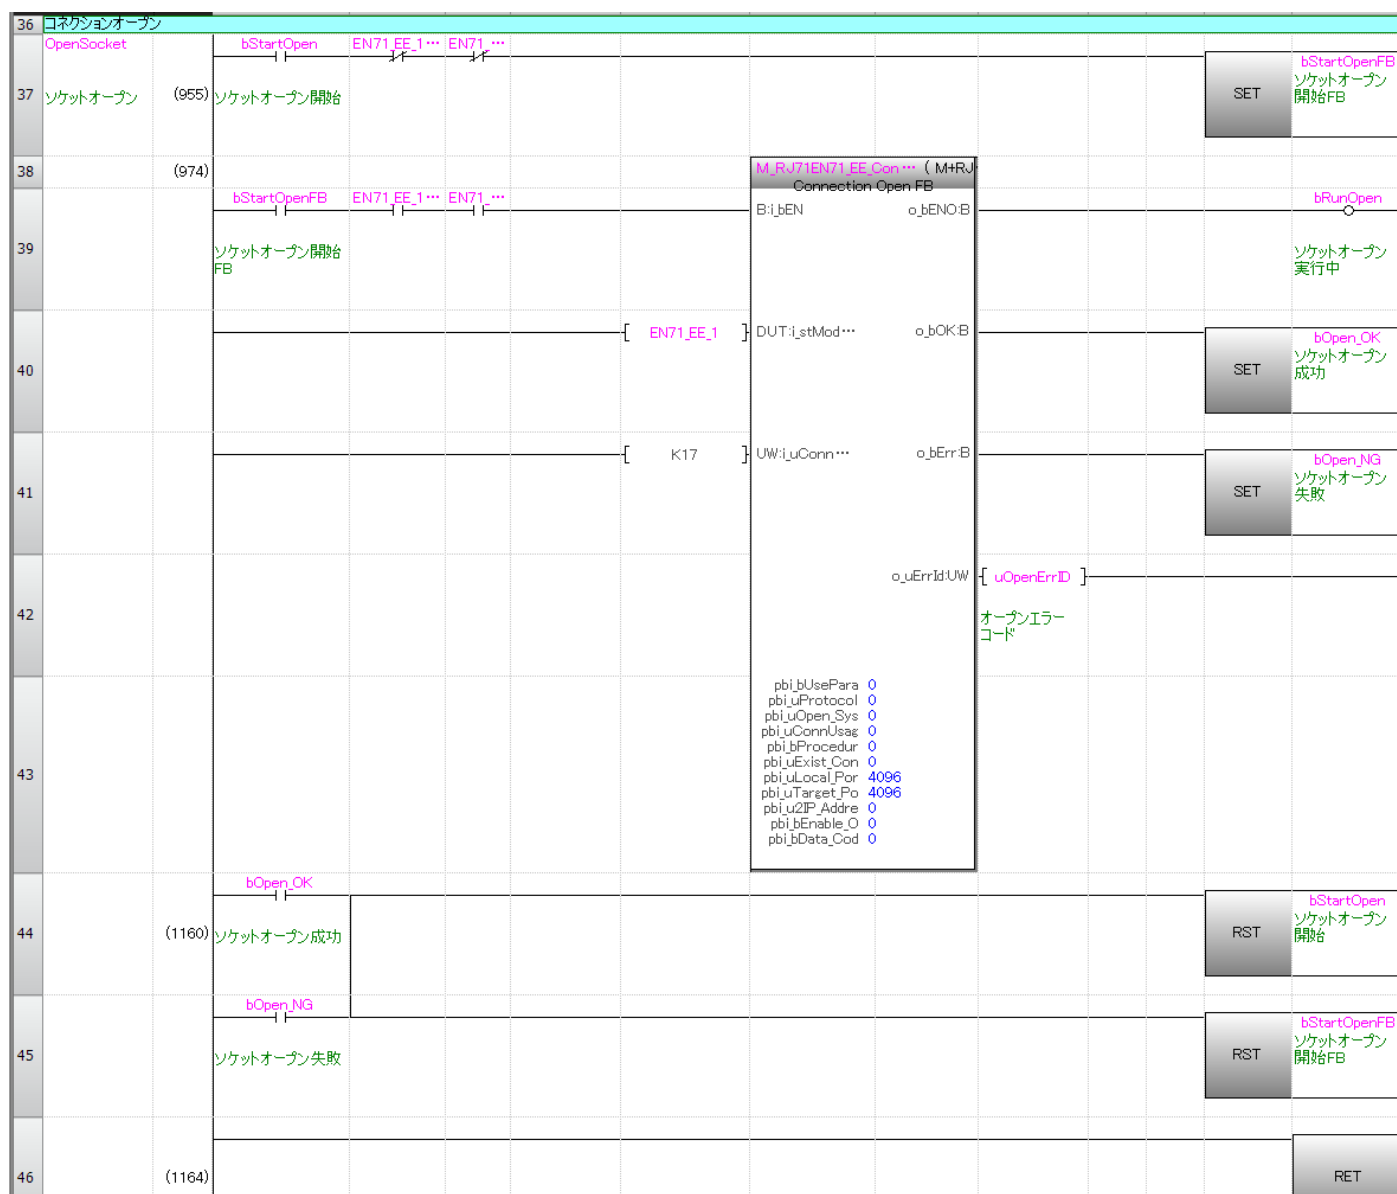 36 コネクションオープン
OpenSocket bStartOpen EN71_EE_1… EN71_… bStartOpenFB
37 ソケットオープン (955) ソケットオープン開始 SET ソケットオープン
開始FB
38 (974) M_RJ71EN71_EE_Con… ( M+RJ
Connection Open FB
bStartOpenFB EN71_EE_1… EN71_… B:i_bEN o_bENO:B bRunOpen
39 ソケットオープン開始
FB
ソケットオープン
実行中
EN71_EE_1 DUT:i_stMod… o_bOK:B bOpen_OK
40 SET ソケットオープン
成功
K17 UW:i_uConn… o_bErr:B bOpen_NG
41 SET ソケットオープン
失敗
o_uErrId:UW uOpenErrID
42 オープンエラー
コード
43
pbi_bUsePara 0
pbi_uProtocol 0
pbi_uOpen_Sys 0
pbi_uConnUsag 0
pbi_bProcedur 0
pbi_uExist_Con 0
pbi_uLocal_Por 4096
pbi_uTarget_Po 4096
pbi_u2IP_Addre 0
pbi_bEnable_O 0
pbi_bData_Cod 0
bOpen_OK bStartOpen
44 (1160) ソケットオープン成功 RST ソケットオープン
開始
bOpen_NG bStartOpenFB
45 ソケットオープン失敗 RST ソケットオープン
開始FB
46 (1164) RET